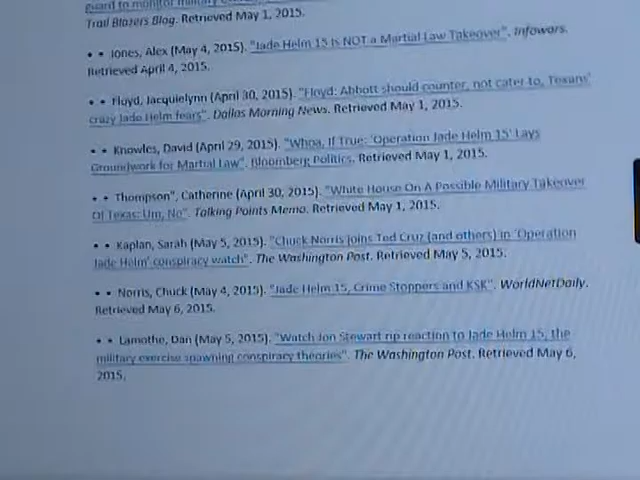 guard to monitor military
Trail Blazers Blog. Retrieved May 1, 2015.
• • Jones, Alex (May 4, 2015). "Jade Helm 15 is NOT a Martial Law Takeover". Infowars.
Retrieved April 4, 2015.
• • Floyd, Jacquielynn (April 30, 2015). "Floyd: Abbott should counter, not cater to, Texans'
crazy Jade Helm fears". Dallas Morning News. Retrieved May 1, 2015.
• • Knowles, David (April 29, 2015). "Whoa, If True: 'Operation Jade Helm 15' Lays
Groundwork for Martial Law". Bloomberg Politics. Retrieved May 1, 2015.
• • Thompson", Catherine (April 30, 2015). "White House On A Possible Military Takeover
Of Texas: Um, No". Talking Points Memo. Retrieved May 1, 2015.
• • Kaplan, Sarah (May 5, 2015). "Chuck Norris joins Ted Cruz (and others) in 'Operation
Jade Helm' conspiracy watch". The Washington Post. Retrieved May 5, 2015.
• • Norris, Chuck (May 4, 2015). "Jade Helm 15, Crime Stoppers and KSK". WorldNetDaily.
Retrieved May 6, 2015.
• • Lamothe, Dan (May 5, 2015). "Watch Jon Stewart rip reaction to Jade Helm 15, the
military exercise spawning conspiracy theories". The Washington Post. Retrieved May 6,
2015.